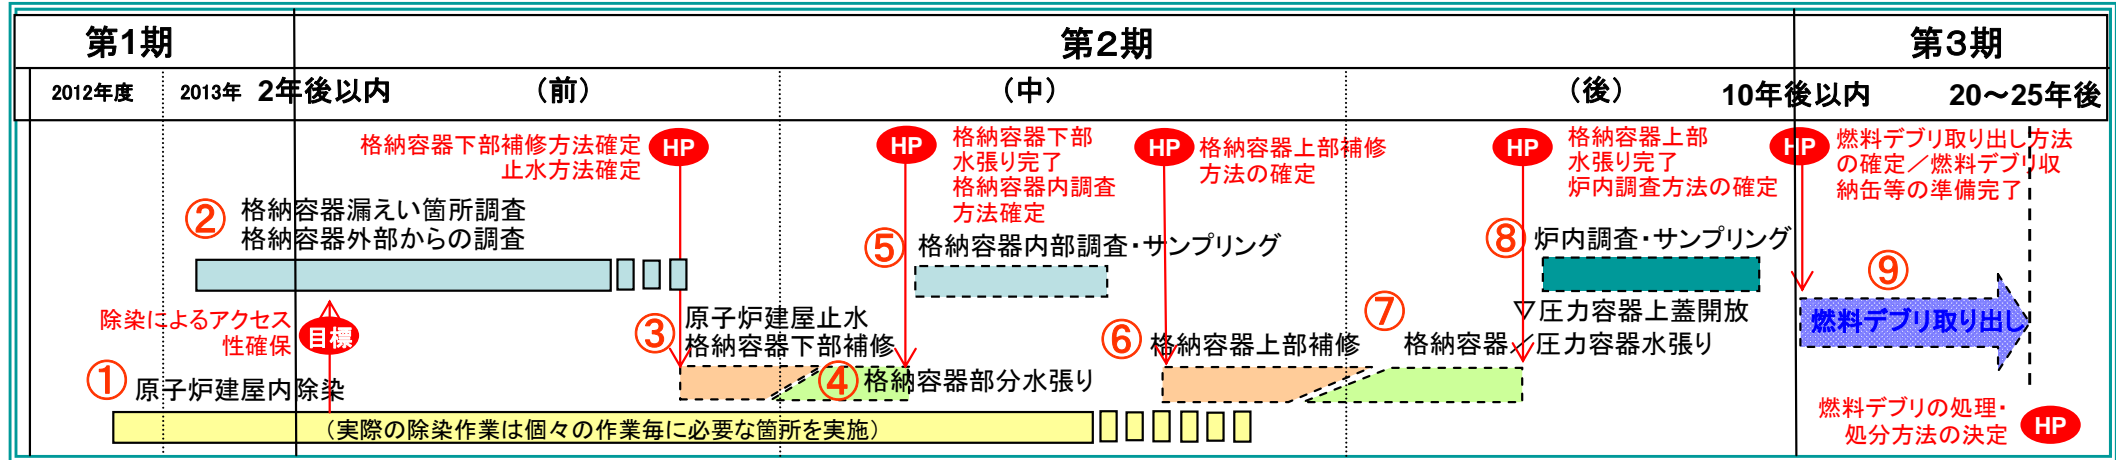 第1期
第2期
第3期
2012年度
2013年
2年後以内
（前）
（中）
（後）
10年後以内
20～25年後
格納容器下部補修方法確定
止水方法確定
HP
HP
格納容器下部
水張り完了
格納容器内調査
方法確定
HP
格納容器上部補修
方法の確定
HP
格納容器上部
水張り完了
炉内調査方法の確定
HP
燃料デブリ取り出し方法
の確定／燃料デブリ収
納缶等の準備完了
②
格納容器漏えい箇所調査
格納容器外部からの調査
⑤
格納容器内部調査・サンプリング
⑧
炉内調査・サンプリング
⑨
燃料デブリ取り出し
除染によるアクセス
性確保
目標
③
原子炉建屋止水
格納容器下部補修
④
格納容器部分水張り
⑥
格納容器上部補修
⑦
▽圧力容器上蓋開放
格納容器／圧力容器水張り
①
原子炉建屋内除染
（実際の除染作業は個々の作業毎に必要な箇所を実施）
燃料デブリの処理・
処分方法の決定
HP